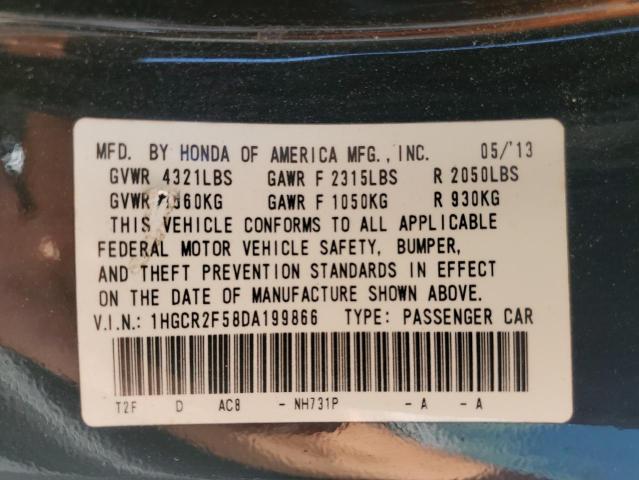 MFD. BY HONDA OF AMERICA MFG., INC. 05/'13
GVWR 4321LBS GAWR F 2315LBS R 2050LBS
GVWR 1960KG GAWR F 1050KG R 930KG
THIS VEHICLE CONFORMS TO ALL APPLICABLE
FEDERAL MOTOR VEHICLE SAFETY, BUMPER,
AND THEFT PREVENTION STANDARDS IN EFFECT
ON THE DATE OF MANUFACTURE SHOWN ABOVE.
V.I.N.: 1HGCR2F58DA199866 TYPE: PASSENGER CAR
T2F D AC8 - NH731P - A - A